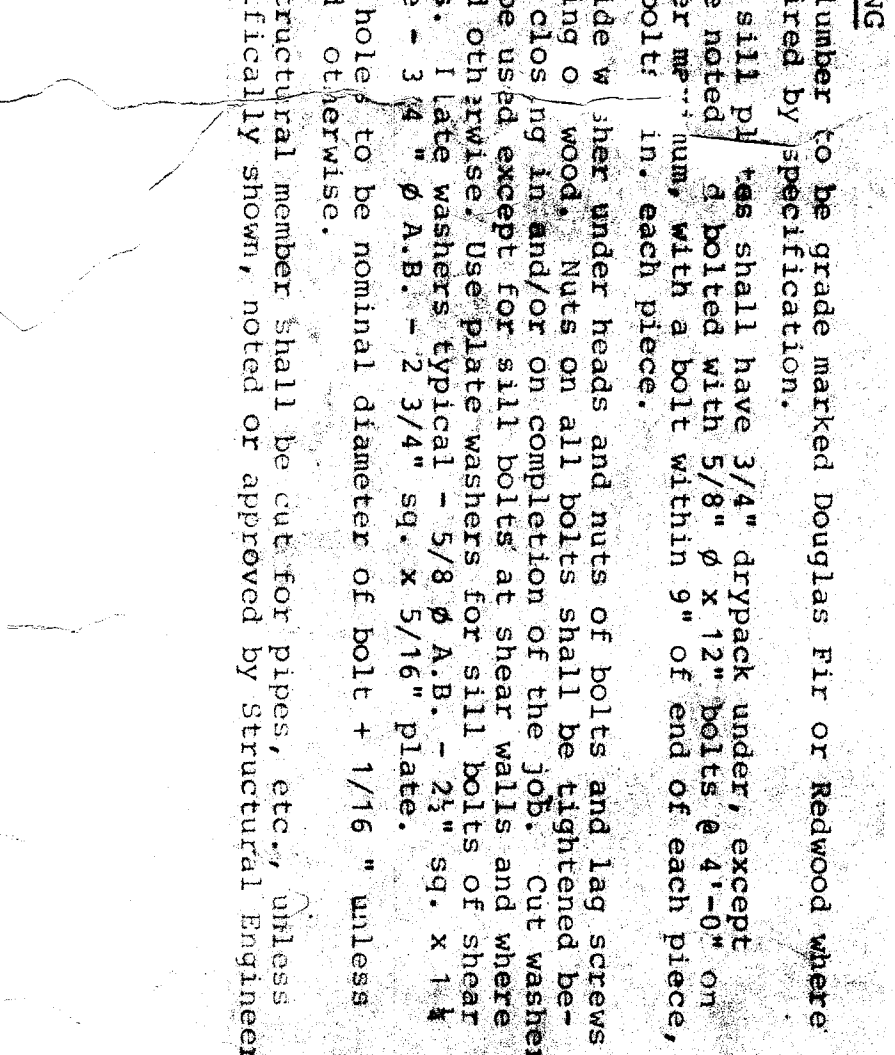 NG
lumber to be grade marked Douglas Fir or Redwood where
ired by specification.
sill pl tes shall have 3/4" drypack under, except
e noted d bolted with 5/8" ø x 12" bolts @ 4'-0" on
er num, with a bolt within 9" of end of each piece,
bolt in. each piece.
ide w sher under heads and nuts of bolts and lag screws
ing o wood. Nuts on all bolts shall be tightened be-
clos ng in and/or on completion of the job. Cut washer
be used except for sill bolts at shear walls and where
d oth rwise. Use plate washers for sill bolts of shear
s. late washers typical - 5/8 ø A.B. - 2½" sq. x 1 ¼
e - 3 4 " ø A.B. - 2 3/4" sq. x 5/16" plate.
holes to be nominal diameter of bolt + 1/16 " unless
d otherwise.
tructural member shall be cut for pipes, etc., unless
ifically shown, noted or approved by Structural Engineer